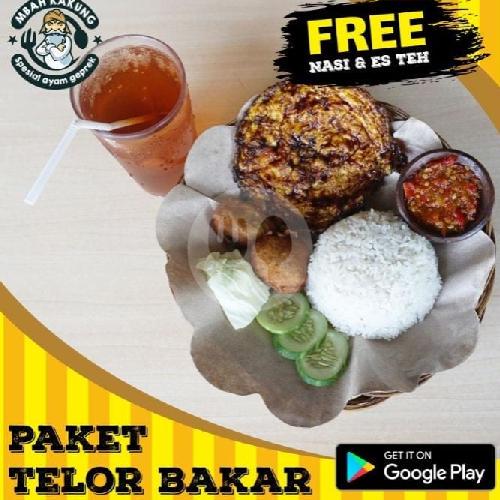 MBAH KAKUNG
Spesial ayam geprek
FREE
NASI & ES TEH
PAKET
TELOR BAKAR
GET IT ON
Google Play